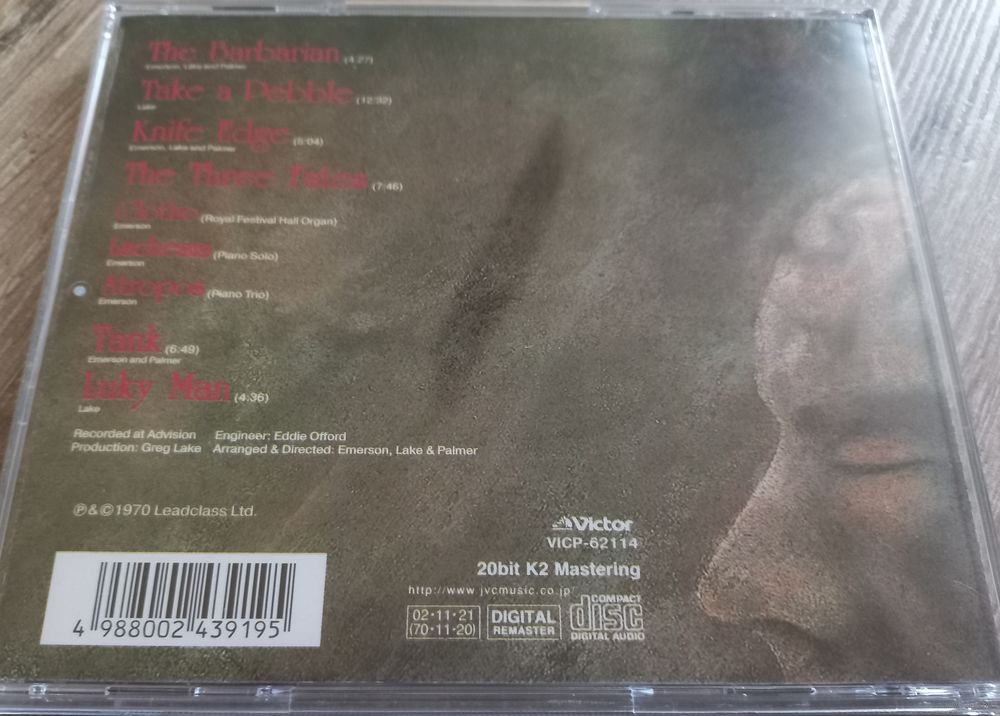 The Barbarian (4:27)
Emerson, Lake and Palmer
Take a Pebble (12:32)
Lake
Knife Edge (5:04)
Emerson, Lake and Palmer
The Three Fates (7:46)
Clotho (Royal Festival Hall Organ)
Emerson
Lachesis (Piano Solo)
Emerson
Atropos (Piano Trio)
Emerson
Tank (6:49)
Emerson and Palmer
Luky Man (4:36)
Lake
Recorded at Advision Engineer: Eddie Offord
Production: Greg Lake Arranged & Directed: Emerson, Lake & Palmer
℗&©1970 Leadclass Ltd.
Victor
VICP-62114
20bit K2 Mastering
http://www.jvcmusic.co.jp/
02·11·21
(70·11·20)
DIGITAL
REMASTER
COMPACT
disc
DIGITAL AUDIO
4 988002 439195